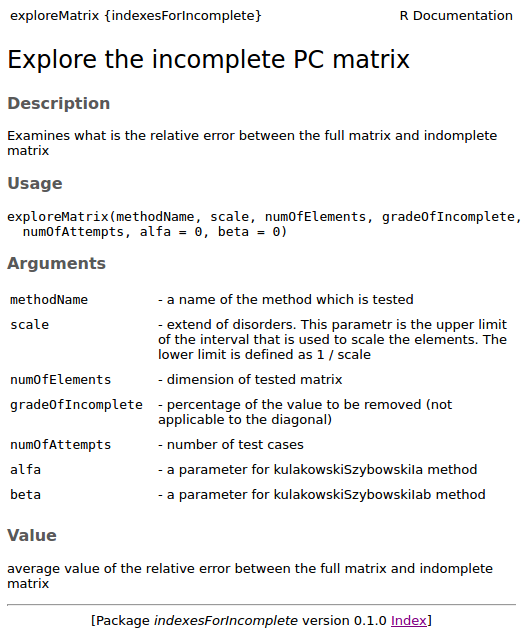 exploreMatrix {indexesForIncomplete} R Documentation
Explore the incomplete PC matrix
Description
Examines what is the relative error between the full matrix and indomplete
matrix
Usage
exploreMatrix(methodName, scale, numOfElements, gradeOfIncomplete,
numOfAttempts, alfa = 0, beta = 0)
Arguments
methodName - a name of the method which is tested
scale - extend of disorders. This parametr is the upper limit
of the interval that is used to scale the elements. The
lower limit is defined as 1 / scale
numOfElements - dimension of tested matrix
gradeOfIncomplete - percentage of the value to be removed (not
applicable to the diagonal)
numOfAttempts - number of test cases
alfa - a parameter for kulakowskiSzybowskiIa method
beta - a parameter for kulakowskiSzybowskiIab method
Value
average value of the relative error between the full matrix and indomplete
matrix
[Package indexesForIncomplete version 0.1.0 Index]